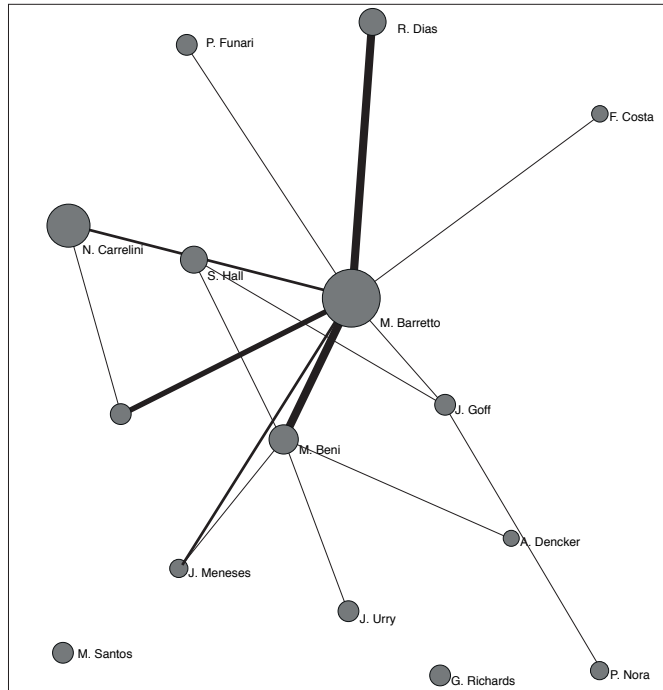 R. Dias
P. Funari
F. Costa
N. Carrelini
S. Hall
M. Barretto
J. Goff
M. Beni
A. Dencker
J. Meneses
J. Urry
M. Santos
P. Nora
G. Richards